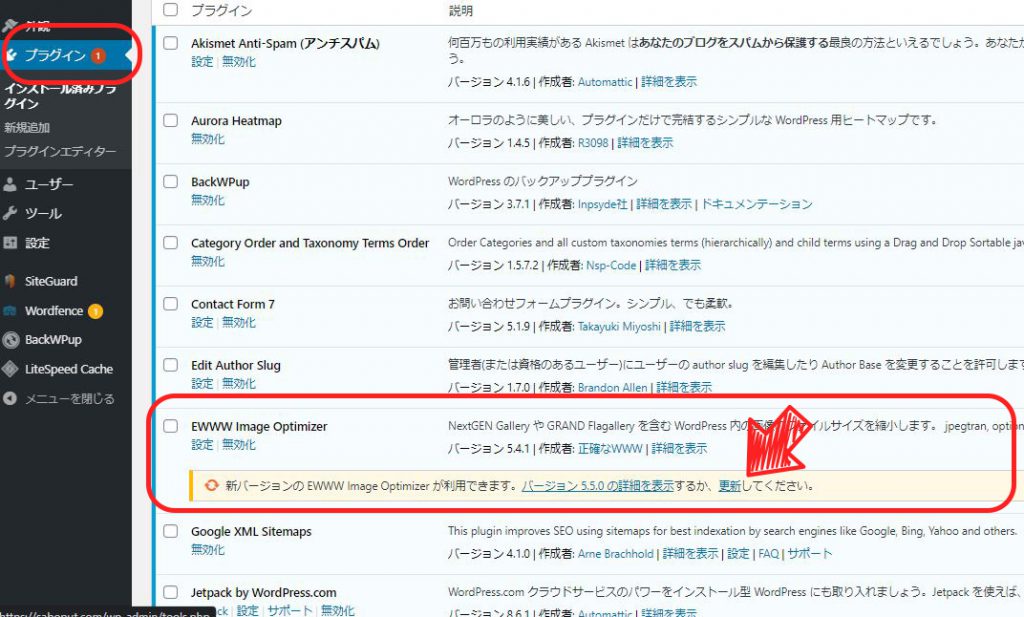 外観
プラグイン 1
インストール済みプラグイン
新規追加
プラグインエディター
ユーザー
ツール
設定
SiteGuard
Wordfence 1
BackWPup
LiteSpeed Cache
メニューを閉じる
プラグイン 説明
Akismet Anti-Spam (アンチスパム)
設定 | 無効化
何百万もの利用実績がある Akismet はあなたのブログをスパムから保護する最良の方法といえるでしょう。あなた
う。
バージョン 4.1.6 | 作成者: Automattic | 詳細を表示
Aurora Heatmap
無効化
オーロラのように美しい、プラグインだけで完結するシンプルな WordPress 用ヒートマップです。
バージョン 1.4.5 | 作成者: R3098 | 詳細を表示
BackWPup
無効化
WordPress のバックアッププラグイン
バージョン 3.7.1 | 作成者: Inpsyde社 | 詳細を表示 | ドキュメンテーション
Category Order and Taxonomy Terms Order
無効化
Order Categories and all custom taxonomies terms (hierarchically) and child terms using a Drag and Drop Sortable jav
バージョン 1.5.7.2 | 作成者: Nsp-Code | 詳細を表示
Contact Form 7
設定 | 無効化
お問い合わせフォームプラグイン。シンプル、でも柔軟。
バージョン 5.1.9 | 作成者: Takayuki Miyoshi | 詳細を表示
Edit Author Slug
設定 | 無効化
管理者(または資格のあるユーザー)にユーザーの author slug を編集したり Author Base を変更することを許可しま
バージョン 1.7.0 | 作成者: Brandon Allen | 詳細を表示
EWWW Image Optimizer
設定 | 無効化
NextGEN Gallery や GRAND Flagallery を含む WordPress 内の イルサイズを縮小します。 jpegtran, option
バージョン 5.4.1 | 作成者: 正確なWWW | 詳細を表示
新バージョンの EWWW Image Optimizer が利用できます。バージョン 5.5.0 の詳細を表示するか、更新してください。
Google XML Sitemaps
無効化
This plugin improves SEO using sitemaps for best indexation by search engines like Google, Bing, Yahoo and others.
バージョン 4.1.0 | 作成者: Arne Brachhold | 詳細を表示 | 設定 | FAQ | サポート
Jetpack by WordPress.com
ck | 設定 | サポート | 無効化
WordPress.com クラウドサービスのパワーをインストール型 WordPress にも取り入れましょう。Jetpack を使えば、
バージョン 8.6.1 | 作成者: Automattic | 詳細を表示